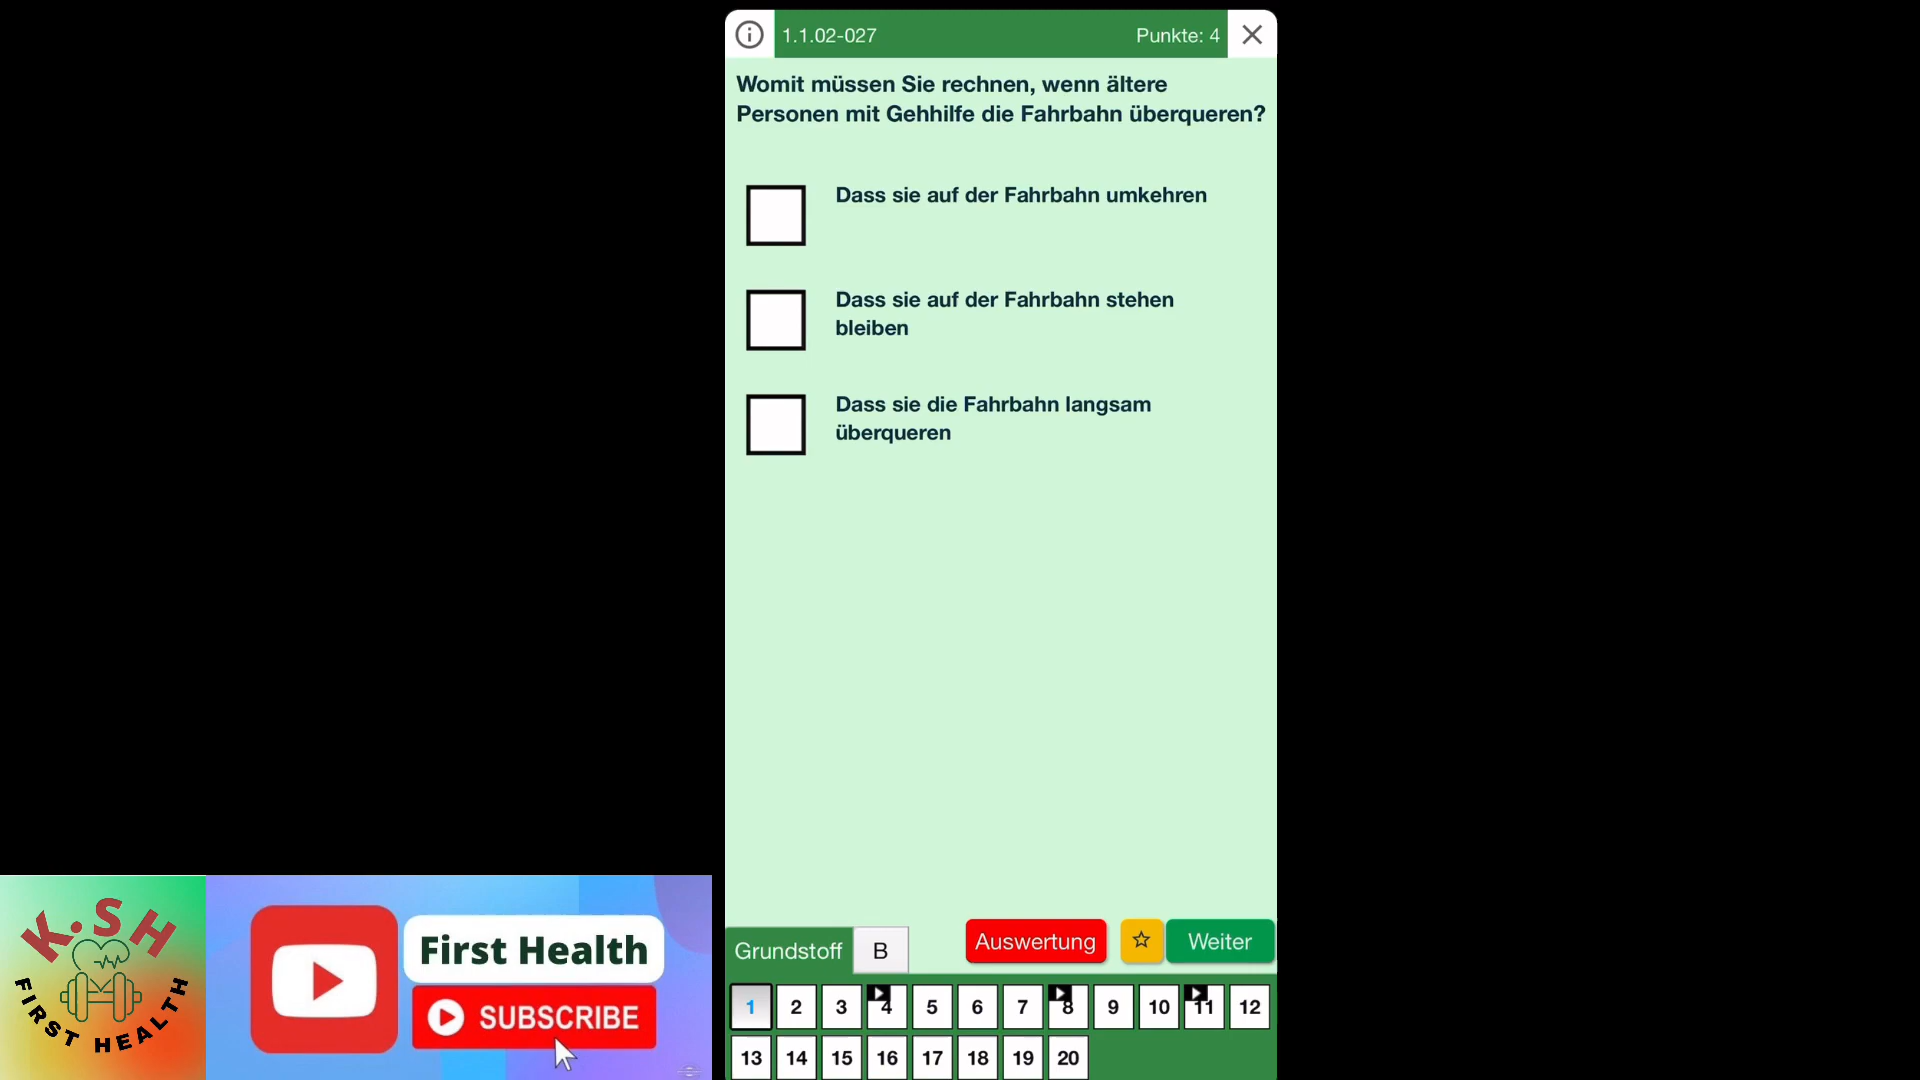 1.1.02-027
Punkte: 4
Womit müssen Sie rechnen, wenn ältere
Personen mit Gehhilfe die Fahrbahn überqueren?
Dass sie auf der Fahrbahn umkehren
Dass sie auf der Fahrbahn stehen
bleiben
Dass sie die Fahrbahn langsam
überqueren
Grundstoff
B
Auswertung
Weiter
1 2 3 4 5 6 7 8 9 10 11 12
13 14 15 16 17 18 19 20
K.SH
FIRST HEALTH
First Health
SUBSCRIBE